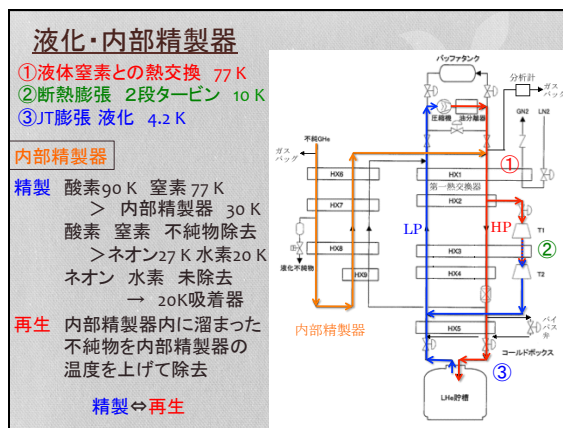 液化・内部精製器
①液体窒素との熱交換 77 K
②断熱膨張 2段タービン 10 K
③JT膨張 液化 4.2 K
内部精製器
精製 酸素90 K 窒素 77 K
＞ 内部精製器 30 K
酸素 窒素 不純物除去
＞ネオン27 K 水素20 K
ネオン 水素 未除去
→ 20K吸着器
再生 内部精製器内に溜まった
不純物を内部精製器の
温度を上げて除去
精製⇔再生
バッファタンク
分析計
ガスバッグ
圧縮機
油分離器
GN2
LN2
不純GHe
ガスバッグ
①
HX6
HX1
第一熱交換器
HX7
HX2
LP
HP
T1
HX8
HX3
②
液化不純物
HX9
HX4
T2
内部精製器
HX5
バイパス弁
コールドボックス
③
LHe貯槽